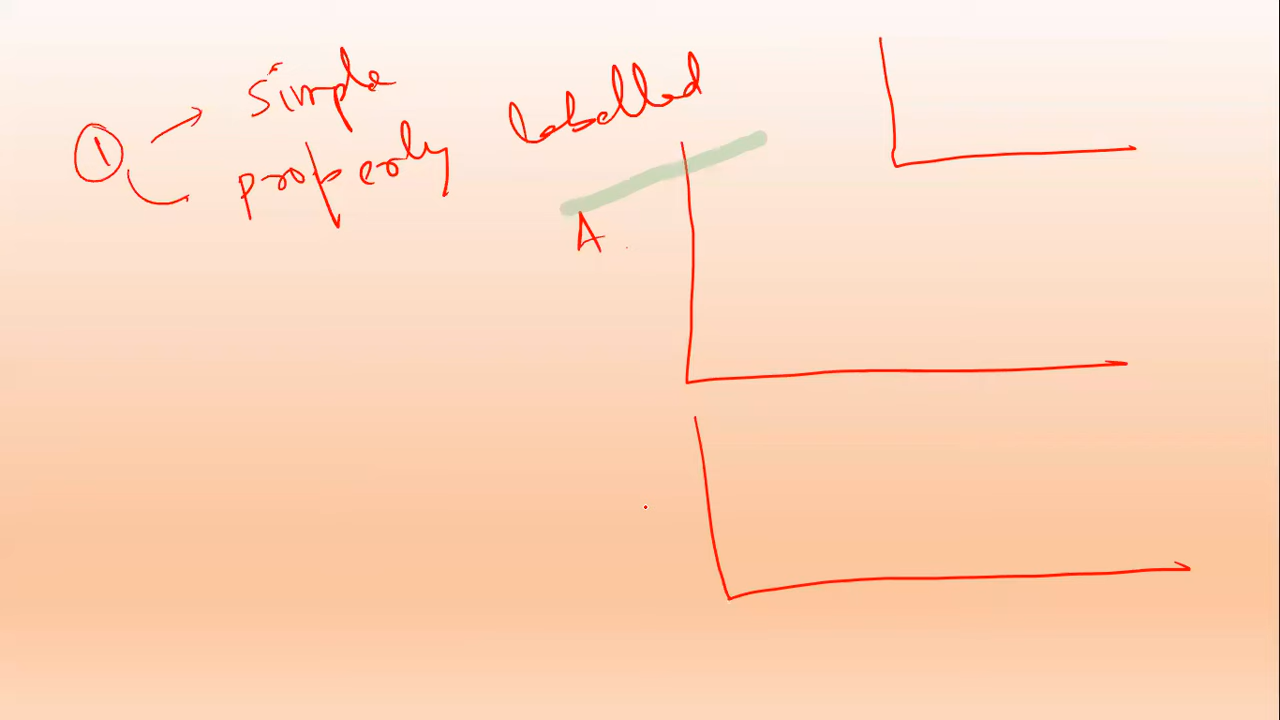 ① → simple
properly labelled
A